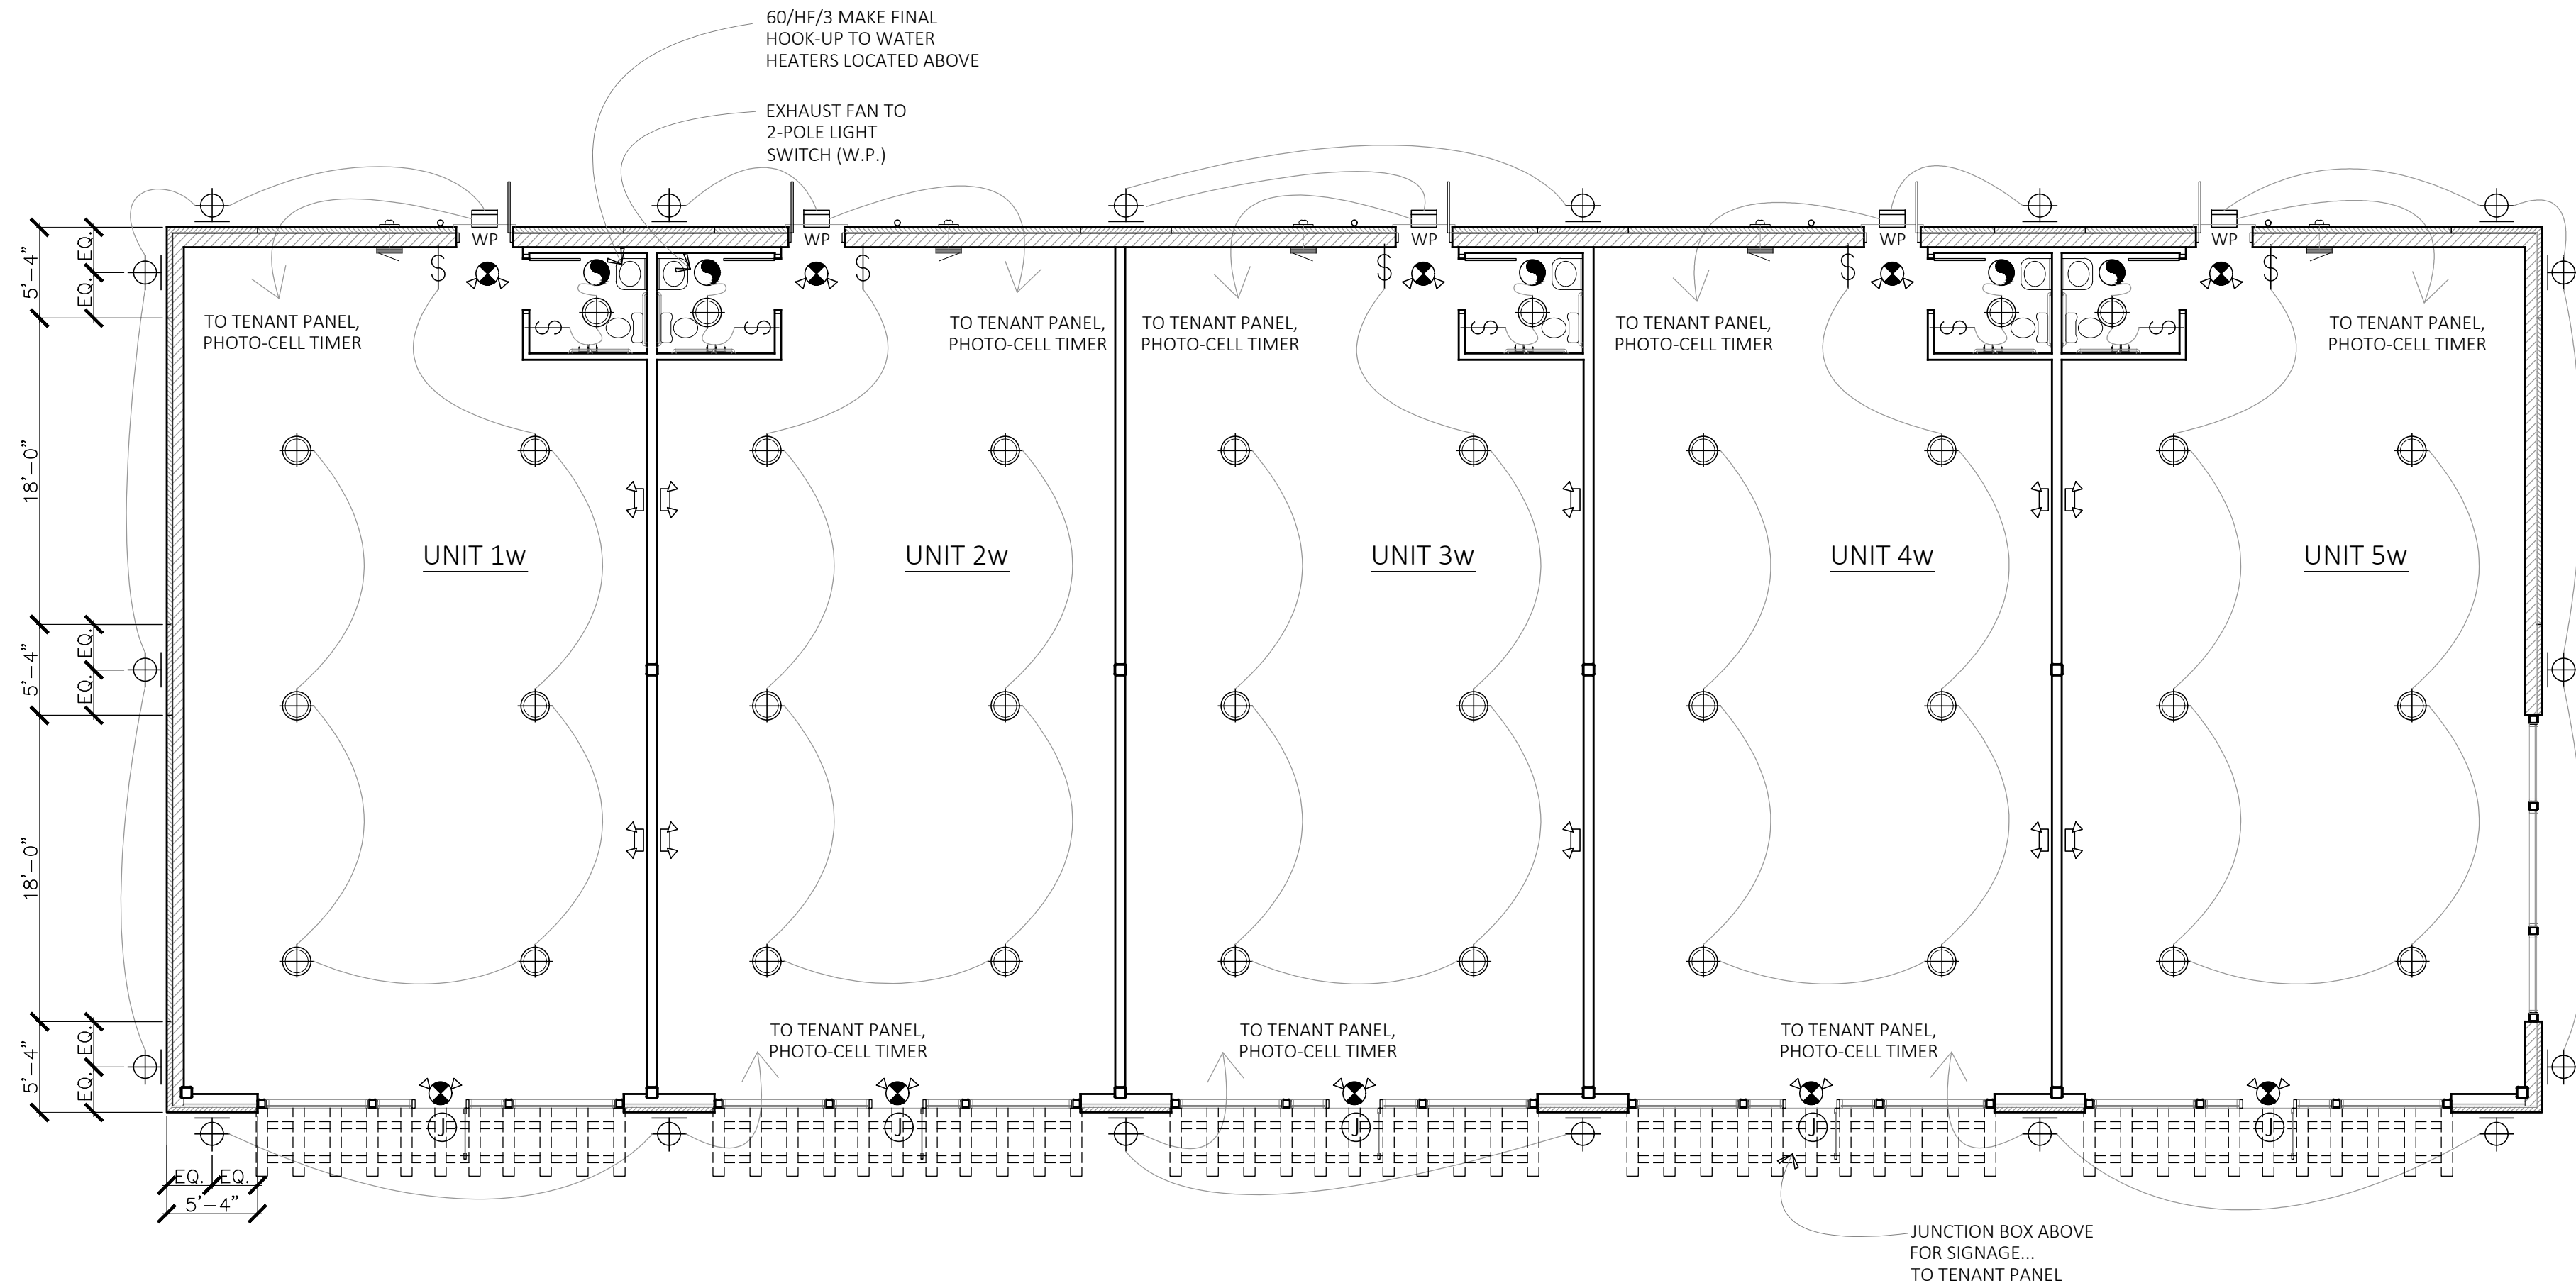 60/HF/3 MAKE FINAL
HOOK-UP TO WATER
HEATERS LOCATED ABOVE
EXHAUST FAN TO
2-POLE LIGHT
SWITCH (W.P.)
WP
WP
WP
WP
WP
$
$
$
$
$
TO TENANT PANEL,
PHOTO-CELL TIMER
TO TENANT PANEL,
PHOTO-CELL TIMER
TO TENANT PANEL,
PHOTO-CELL TIMER
TO TENANT PANEL,
PHOTO-CELL TIMER
TO TENANT PANEL,
PHOTO-CELL TIMER
$
$
$
$
$
5'-4"
EQ.
EQ.
18'-0"
5'-4"
EQ.
EQ.
18'-0"
5'-4"
EQ.
EQ.
UNIT 1w
UNIT 2w
UNIT 3w
UNIT 4w
UNIT 5w
TO TENANT PANEL,
PHOTO-CELL TIMER
TO TENANT PANEL,
PHOTO-CELL TIMER
TO TENANT PANEL,
PHOTO-CELL TIMER
J
J
J
J
J
EQ. EQ.
5'-4"
JUNCTION BOX ABOVE
FOR SIGNAGE...
TO TENANT PANEL